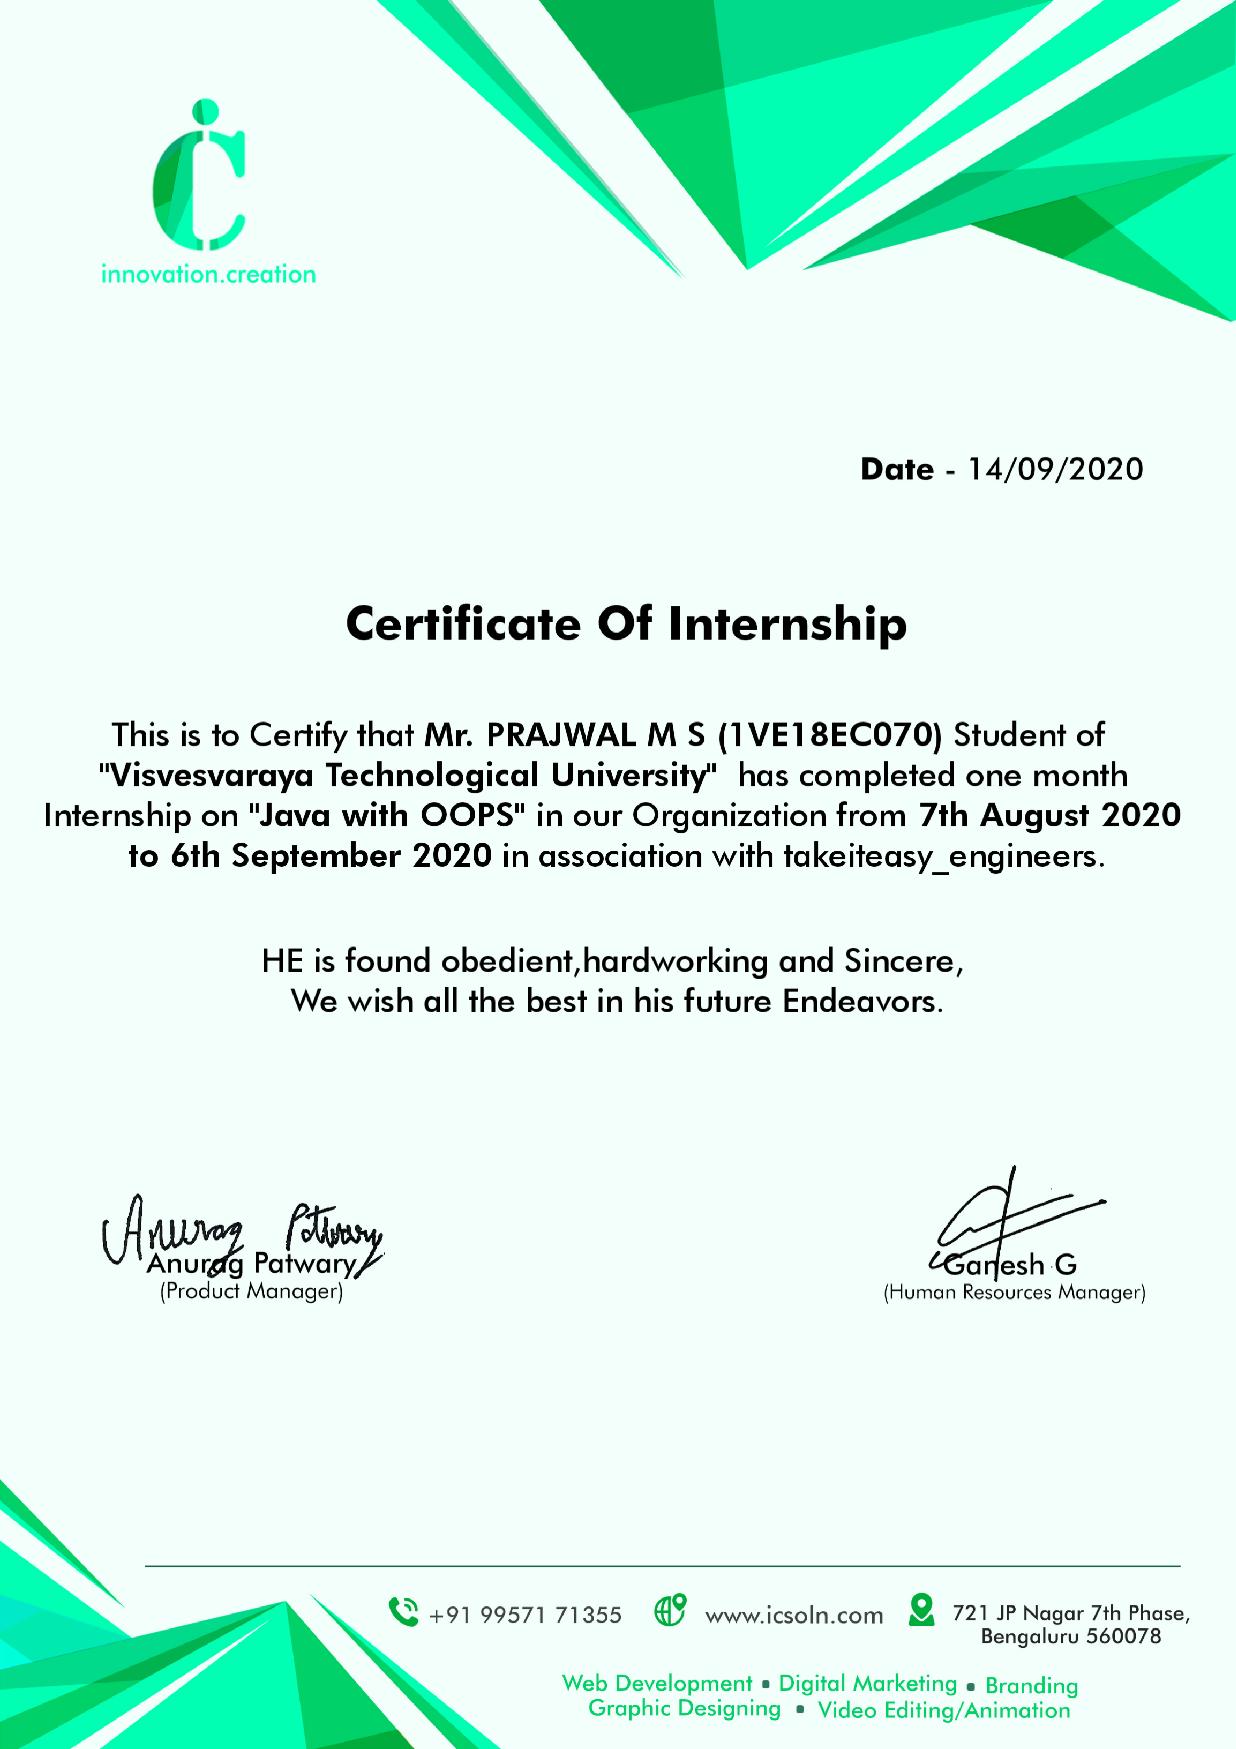 iC
innovation.creation
Date - 14/09/2020
Certificate Of Internship
This is to Certify that Mr. PRAJWAL M S (1VE18EC070) Student of
"Visvesvaraya Technological University" has completed one month
Internship on "Java with OOPS" in our Organization from 7th August 2020
to 6th September 2020 in association with takeiteasy_engineers.
HE is found obedient,hardworking and Sincere,
We wish all the best in his future Endeavors.
Anurag Patwary
Anurag Patwary
(Product Manager)
Ganesh G
(Human Resources Manager)
+91 99571 71355
www.icsoln.com
721 JP Nagar 7th Phase,
Bengaluru 560078
Web Development • Digital Marketing • Branding
Graphic Designing • Video Editing/Animation